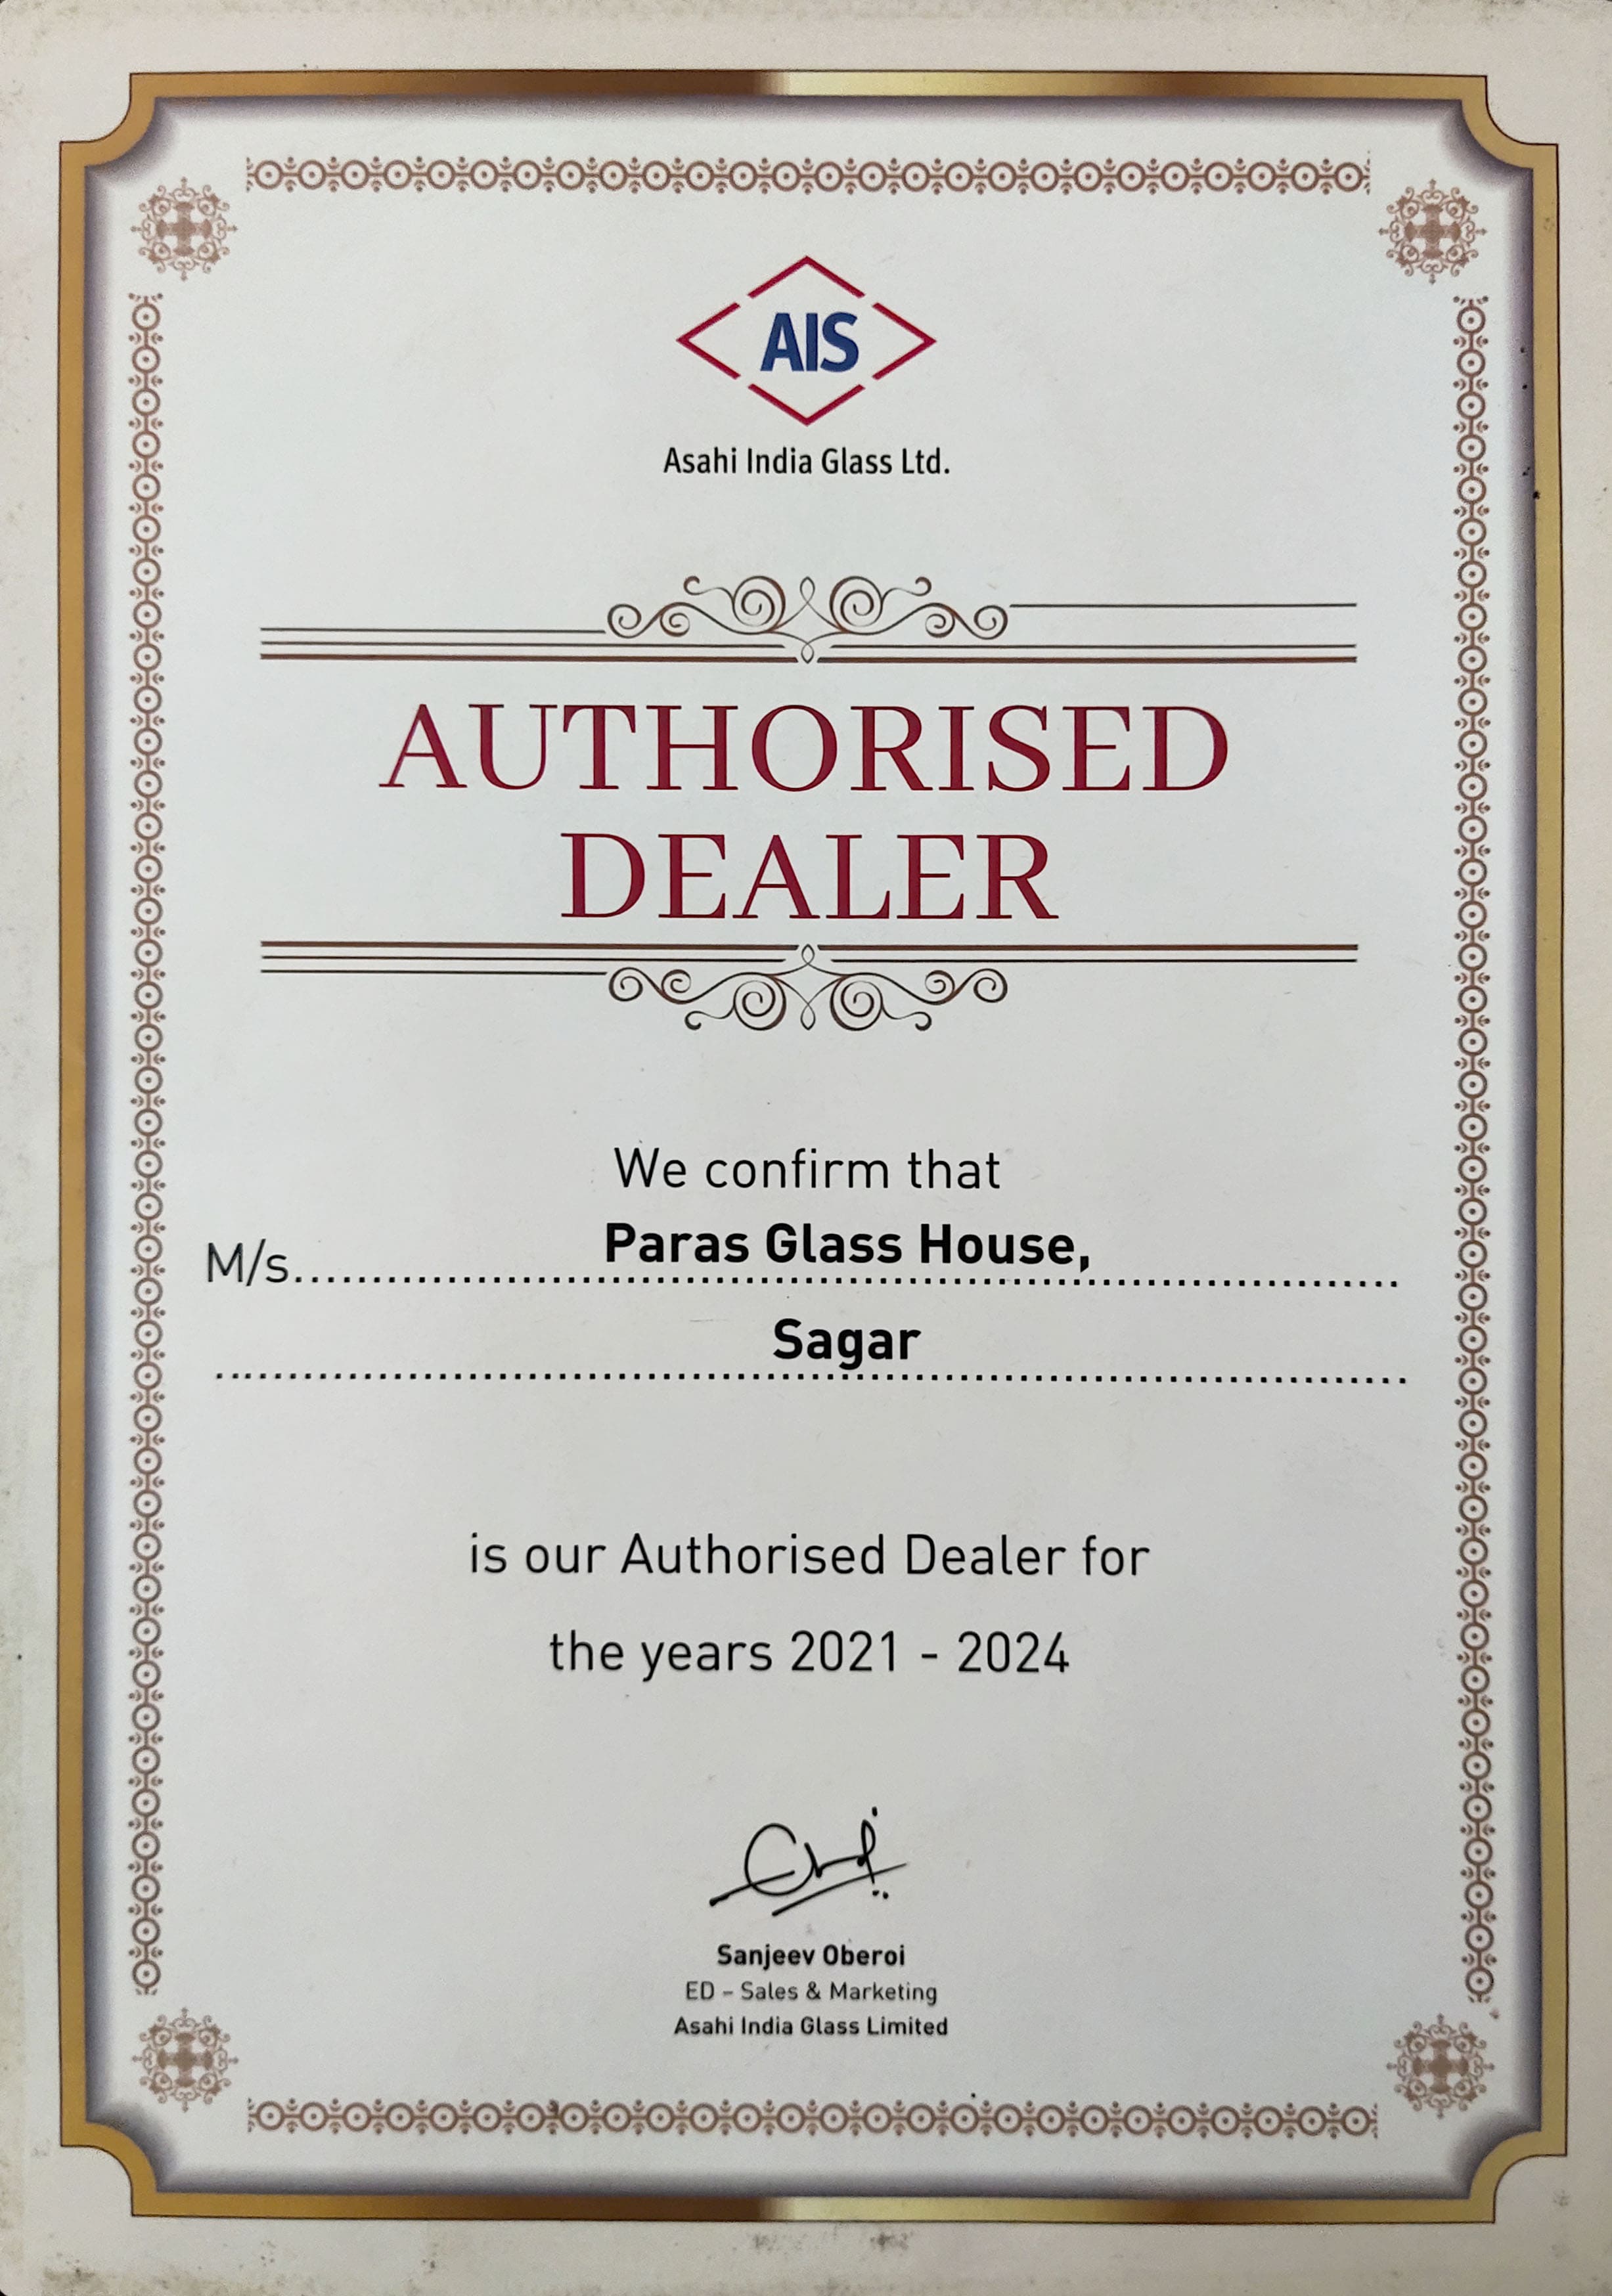 AIS
Asahi India Glass Ltd.
AUTHORISED
DEALER
We confirm that
M/s. Paras Glass House,
Sagar
is our Authorised Dealer for
the years 2021 - 2024
Sanjeev Oberoi
ED – Sales & Marketing
Asahi India Glass Limited